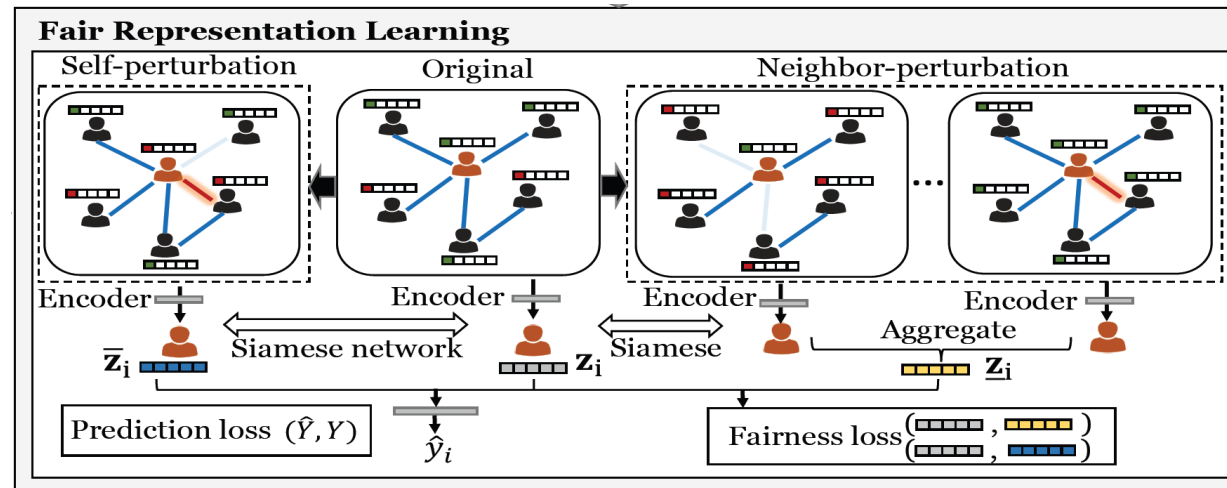 Fair Representation Learning
Self-perturbation
Original
Neighbor-perturbation
...
Encoder
Encoder
Encoder
Encoder
Siamese network
Siamese
Aggregate
z̅ᵢ
zᵢ
z̲ᵢ
Prediction loss (Ŷ, Y)
ŷᵢ
Fairness loss ( , )
( , )